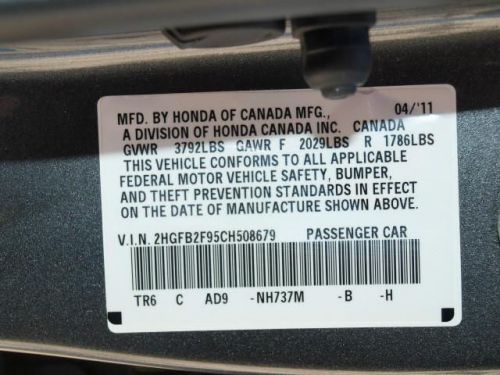 MFD. BY HONDA OF CANADA MFG., 04/'11
A DIVISION OF HONDA CANADA INC. CANADA
GVWR 3792LBS GAWR F 2029LBS R 1786LBS
THIS VEHICLE CONFORMS TO ALL APPLICABLE
FEDERAL MOTOR VEHICLE SAFETY, BUMPER,
AND THEFT PREVENTION STANDARDS IN EFFECT
ON THE DATE OF MANUFACTURE SHOWN ABOVE.
V.I.N. 2HGFB2F95CH508679 PASSENGER CAR
TR6 C AD9 -NH737M -B -H